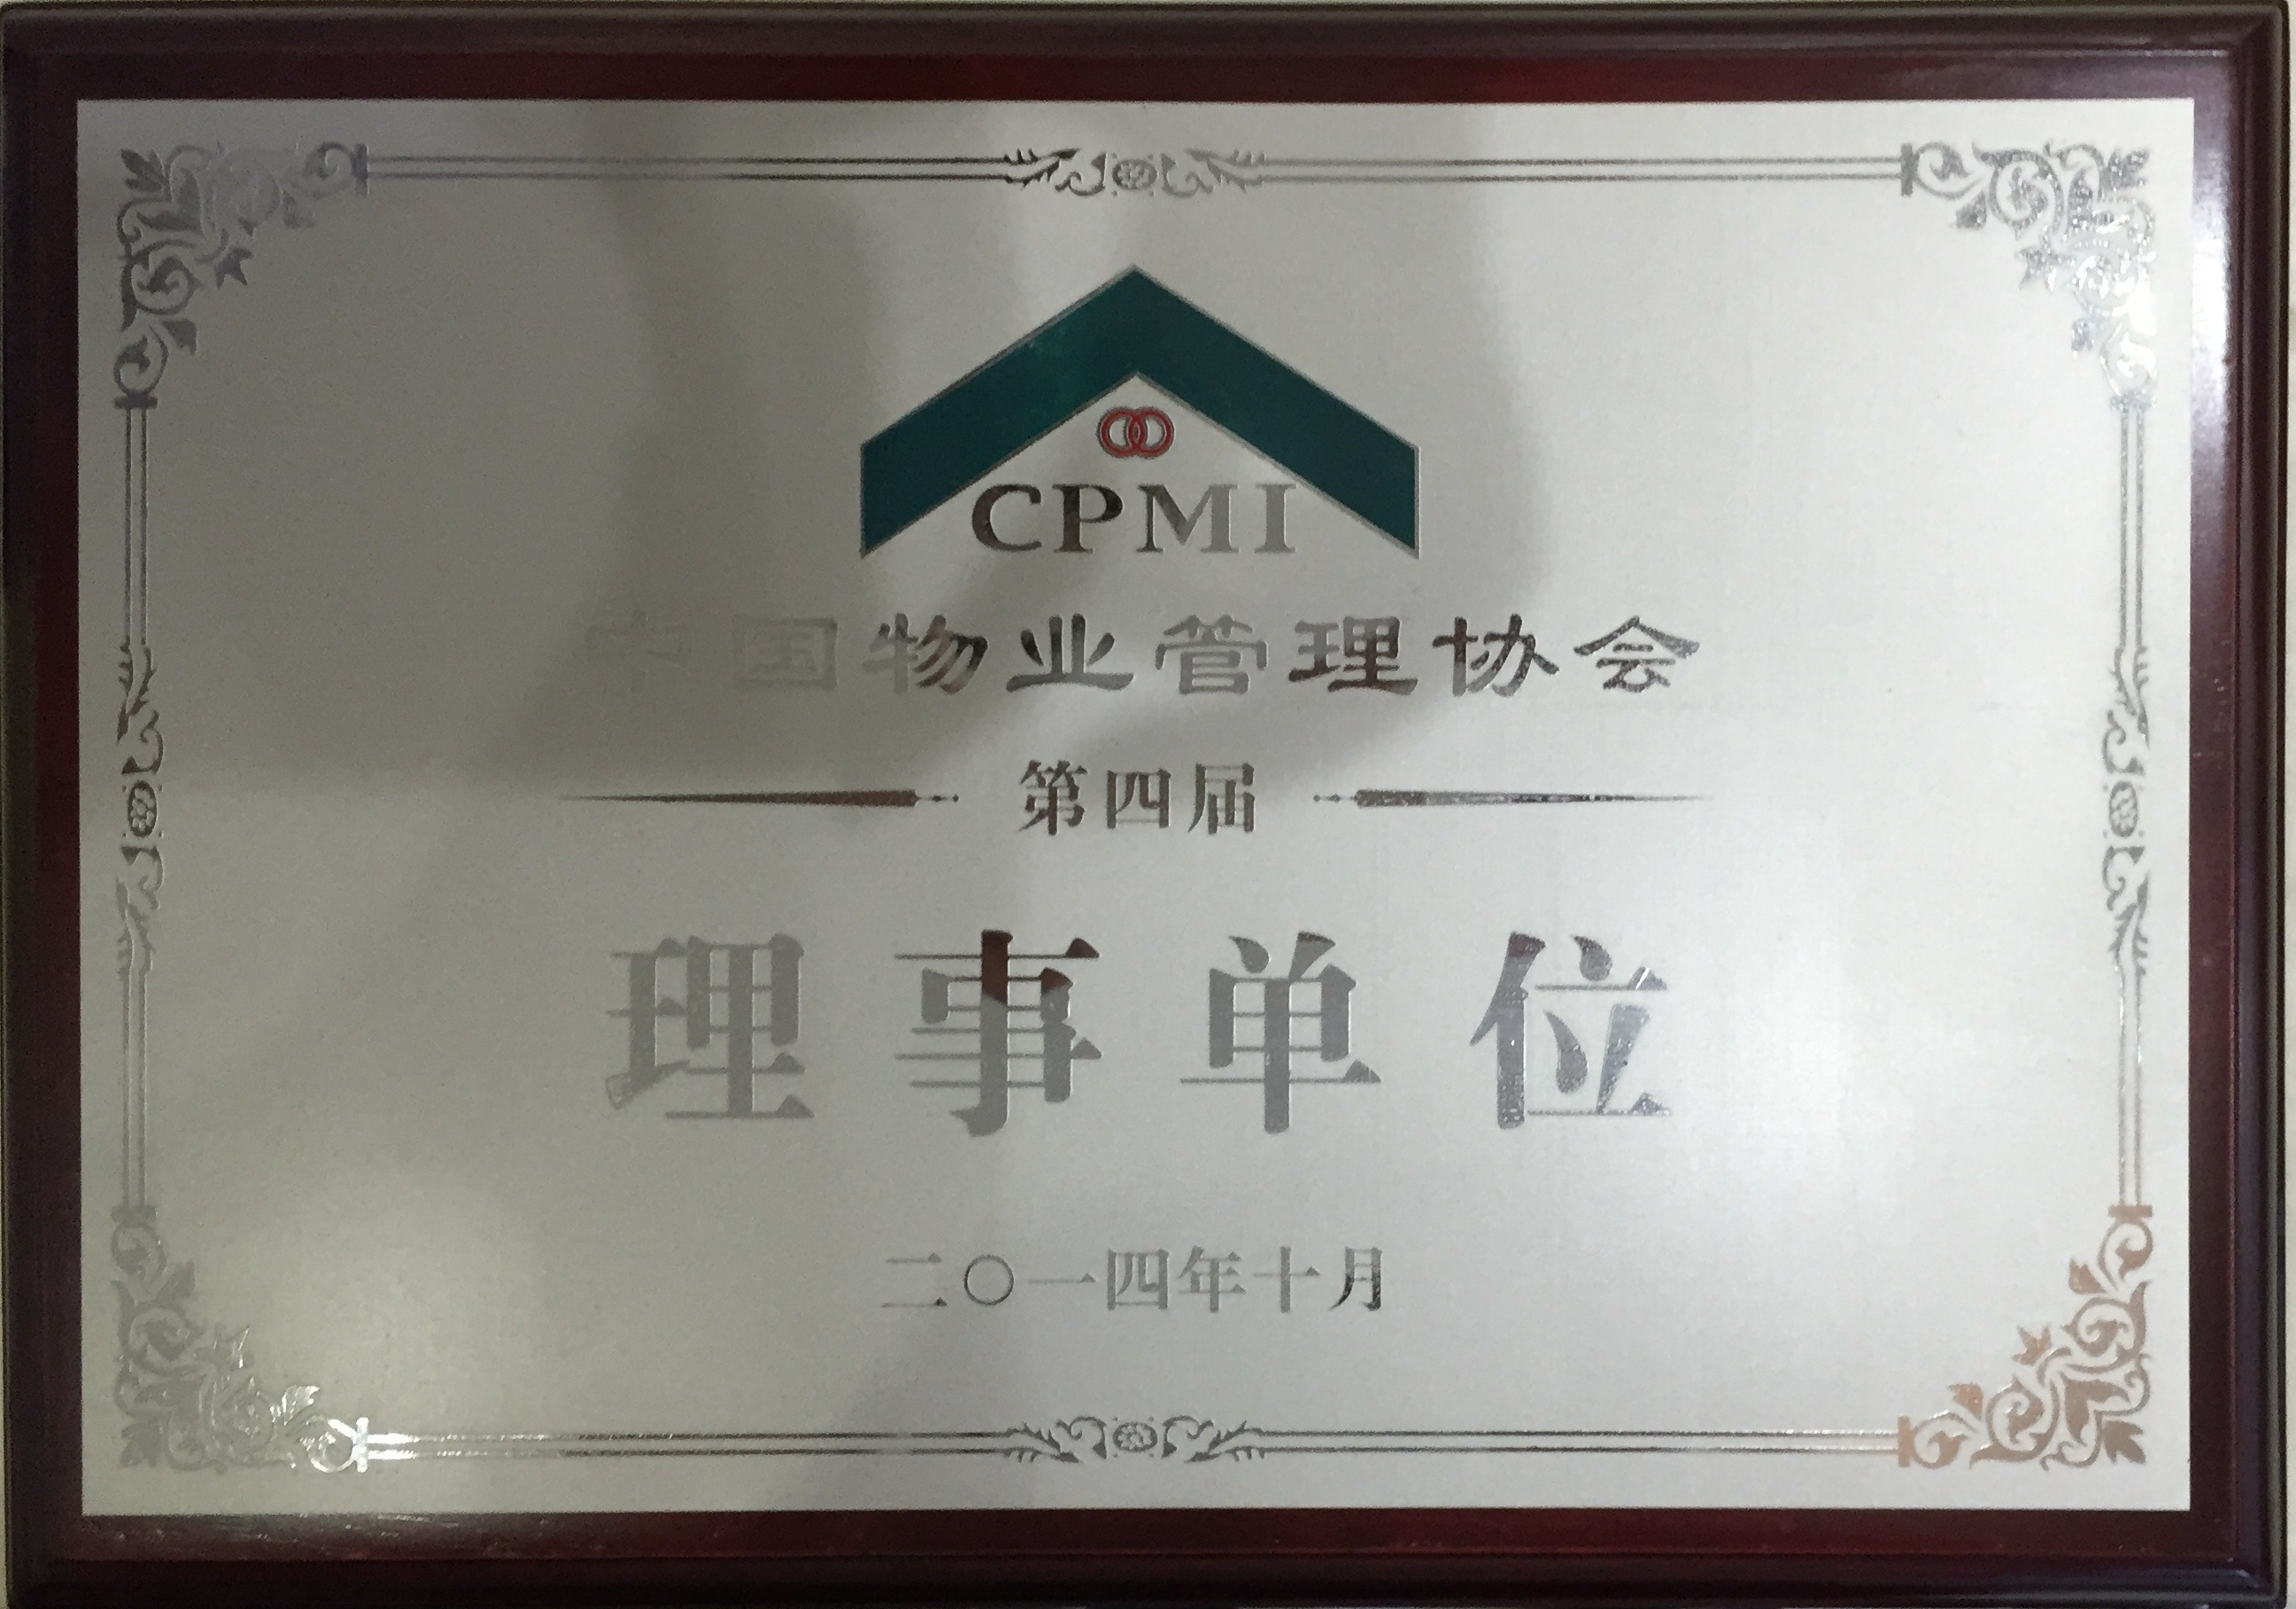 CPMI
中国物业管理协会
第四届
理事单位
二〇一四年十月